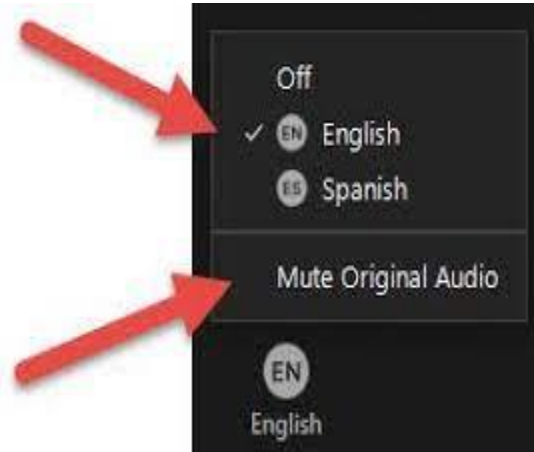 Off
EN English
ES Spanish
Mute Original Audio
EN
English